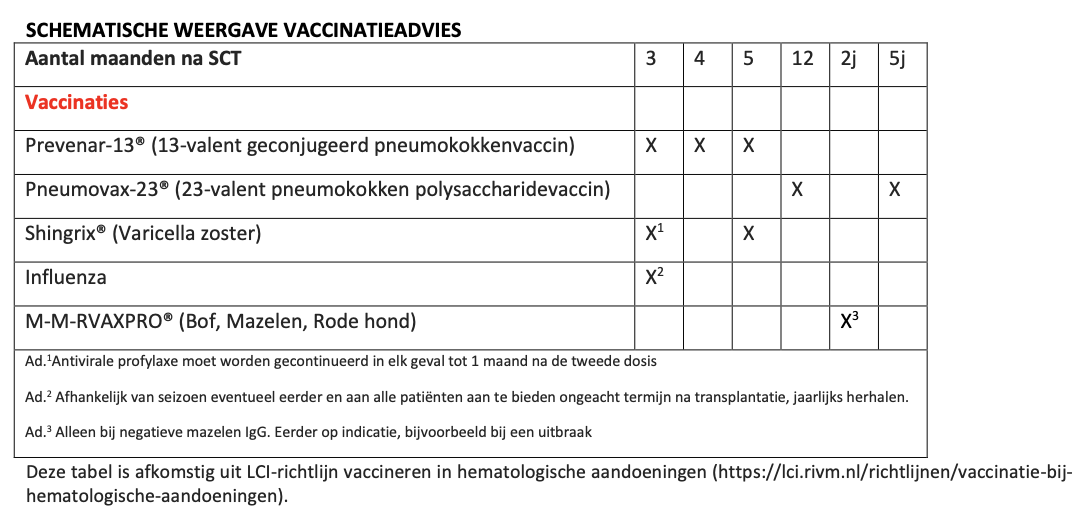 SCHEMATISCHE WEERGAVE VACCINATIEADVIES
Aantal maanden na SCT 3 4 5 12 2j 5j
Vaccinaties
Prevenar-13® (13-valent geconjugeerd pneumokokkenvaccin) X X X
Pneumovax-23® (23-valent pneumokokken polysaccharidevaccin) X X
Shingrix® (Varicella zoster) X¹ X
Influenza X²
M-M-RVAXPRO® (Bof, Mazelen, Rode hond) X³
Ad.¹Antivirale profylaxe moet worden gecontinueerd in elk geval tot 1 maand na de tweede dosis
Ad.² Afhankelijk van seizoen eventueel eerder en aan alle patiënten aan te bieden ongeacht termijn na transplantatie, jaarlijks herhalen.
Ad.³ Alleen bij negatieve mazelen IgG. Eerder op indicatie, bijvoorbeeld bij een uitbraak
Deze tabel is afkomstig uit LCI-richtlijn vaccineren in hematologische aandoeningen (https://lci.rivm.nl/richtlijnen/vaccinatie-bij-
hematologische-aandoeningen).